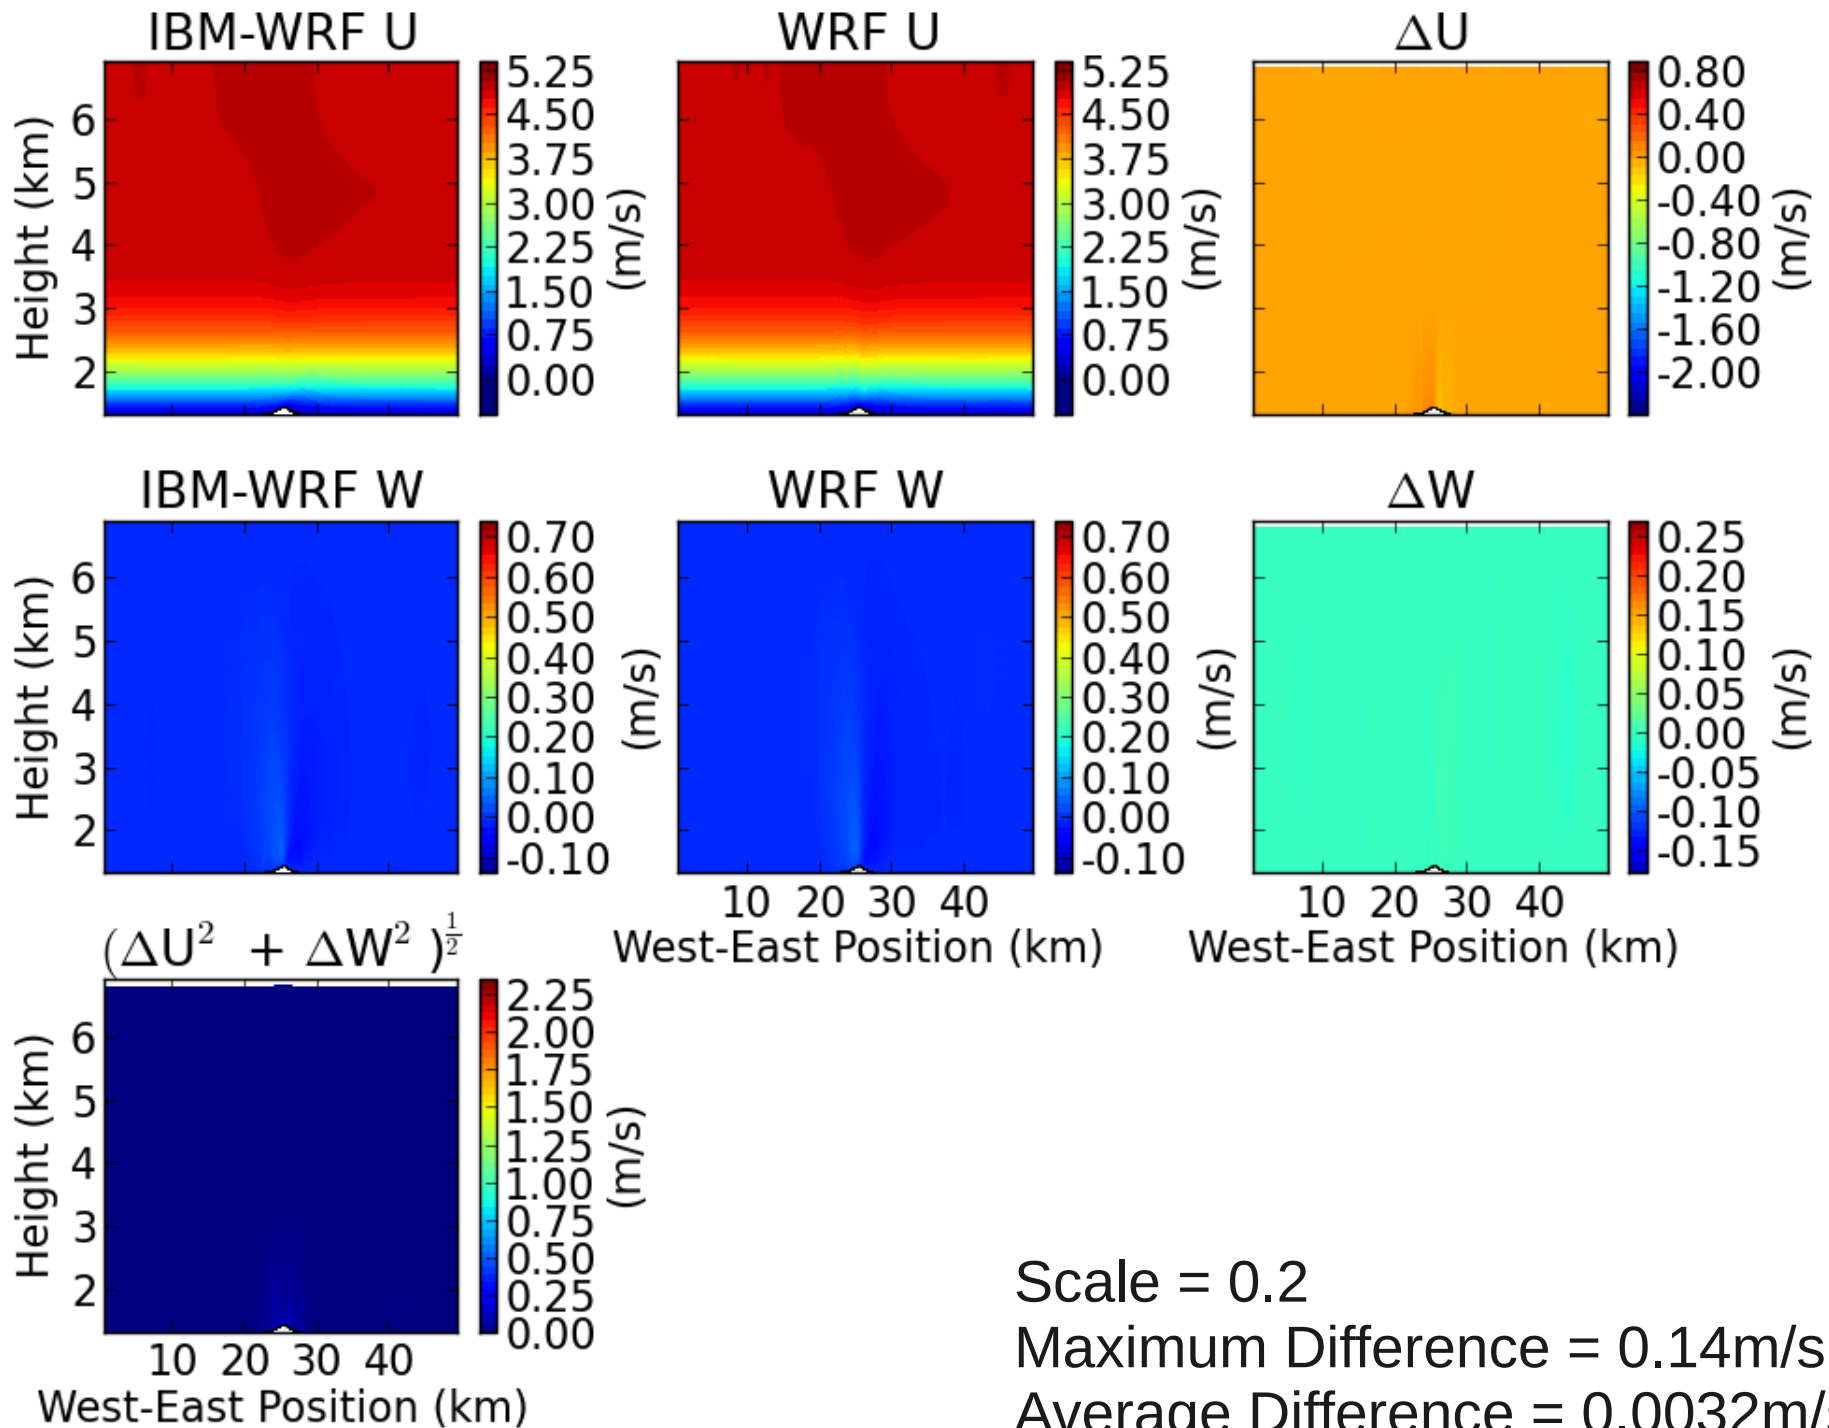 IBM-WRF U
WRF U
ΔU
Height (km)
6
5
4
3
2
5.25
4.50
3.75
3.00
2.25
1.50
0.75
0.00
(m/s)
5.25
4.50
3.75
3.00
2.25
1.50
0.75
0.00
(m/s)
0.80
0.40
0.00
-0.40
-0.80
-1.20
-1.60
-2.00
(m/s)
IBM-WRF W
WRF W
ΔW
Height (km)
6
5
4
3
2
0.70
0.60
0.50
0.40
0.30
0.20
0.10
0.00
-0.10
(m/s)
0.70
0.60
0.50
0.40
0.30
0.20
0.10
0.00
-0.10
(m/s)
10 20 30 40
West-East Position (km)
0.25
0.20
0.15
0.10
0.05
0.00
-0.05
-0.10
-0.15
(m/s)
10 20 30 40
West-East Position (km)
(ΔU² + ΔW² )^½
Height (km)
6
5
4
3
2
2.25
2.00
1.75
1.50
1.25
1.00
0.75
0.50
0.25
0.00
(m/s)
10 20 30 40
West-East Position (km)
Scale = 0.2
Maximum Difference = 0.14m/s
Average Difference = 0.0032m/s